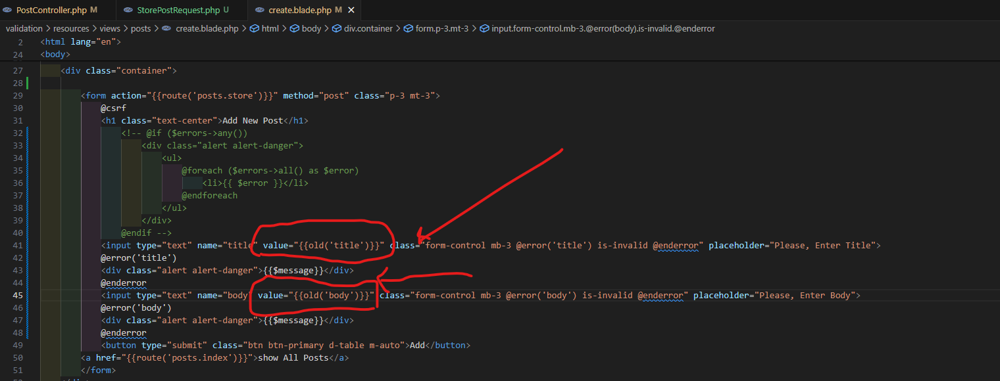 PostController.php M StorePostRequest.php U create.blade.php M
validation > resources > views > posts > create.blade.php > html > body > div.container > form.p-3.mt-3 > input.form-control.mb-3.@error(body).is-invalid.@enderror
2 <html lang="en">
24 <body>
27 <div class="container">
28
29 <form action="{{route('posts.store')}}" method="post" class="p-3 mt-3">
30 @csrf
31 <h1 class="text-center">Add New Post</h1>
32 <!-- @if ($errors->any())
33 <div class="alert alert-danger">
34 <ul>
35 @foreach ($errors->all() as $error)
36 <li>{{ $error }}</li>
37 @endforeach
38 </ul>
39 </div>
40 @endif -->
41 <input type="text" name="title" value="{{old('title')}}" class="form-control mb-3 @error('title') is-invalid @enderror" placeholder="Please, Enter Title">
42 @error('title')
43 <div class="alert alert-danger">{{$message}}</div>
44 @enderror
45 <input type="text" name="body" value="{{old('body')}}" class="form-control mb-3 @error('body') is-invalid @enderror" placeholder="Please, Enter Body">
46 @error('body')
47 <div class="alert alert-danger">{{$message}}</div>
48 @enderror
49 <button type="submit" class="btn btn-primary d-table m-auto">Add</button>
50 <a href="{{route('posts.index')}}">show All Posts</a>
51 </form>